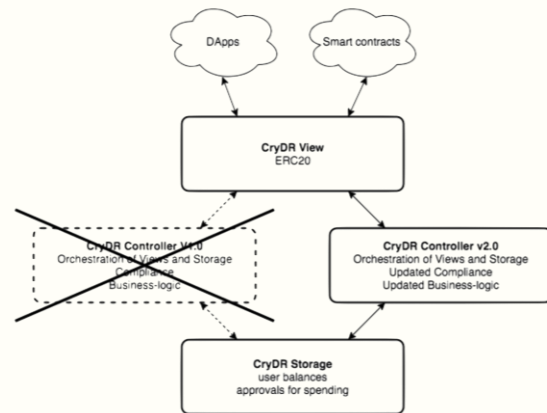 DApps
Smart contracts
CryDR View
ERC20
CryDR Controller V1.0
Orchestration of Views and Storage
Compliance
Business-logic
CryDR Controller v2.0
Orchestration of Views and Storage
Updated Compliance
Updated Business-logic
CryDR Storage
user balances
approvals for spending